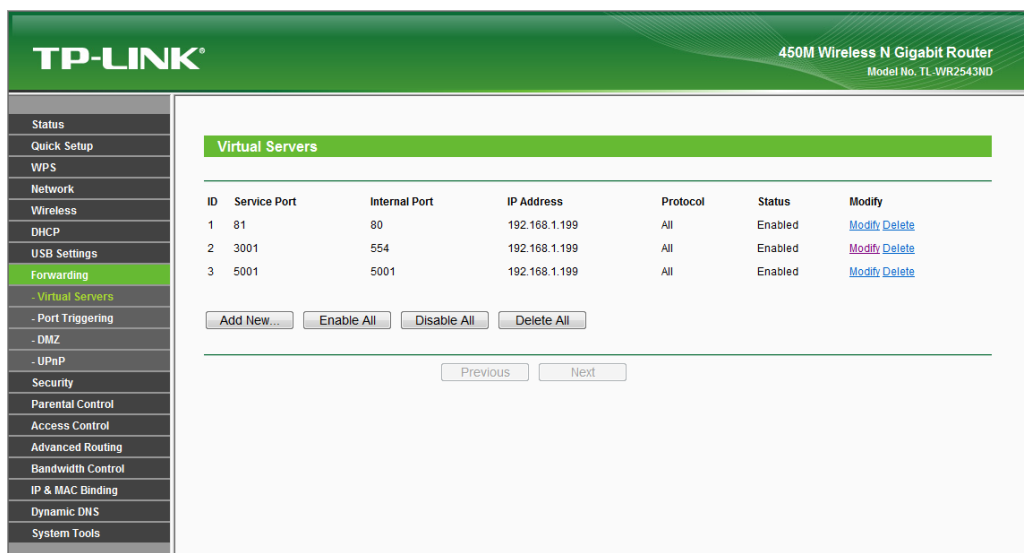 TP-LINK®
450M Wireless N Gigabit Router
Model No. TL-WR2543ND
Status
Quick Setup
WPS
Network
Wireless
DHCP
USB Settings
Forwarding
- Virtual Servers
- Port Triggering
- DMZ
- UPnP
Security
Parental Control
Access Control
Advanced Routing
Bandwidth Control
IP & MAC Binding
Dynamic DNS
System Tools
Virtual Servers
ID Service Port Internal Port IP Address Protocol Status Modify
1 81 80 192.168.1.199 All Enabled Modify Delete
2 3001 554 192.168.1.199 All Enabled Modify Delete
3 5001 5001 192.168.1.199 All Enabled Modify Delete
Add New... Enable All Disable All Delete All
Previous Next